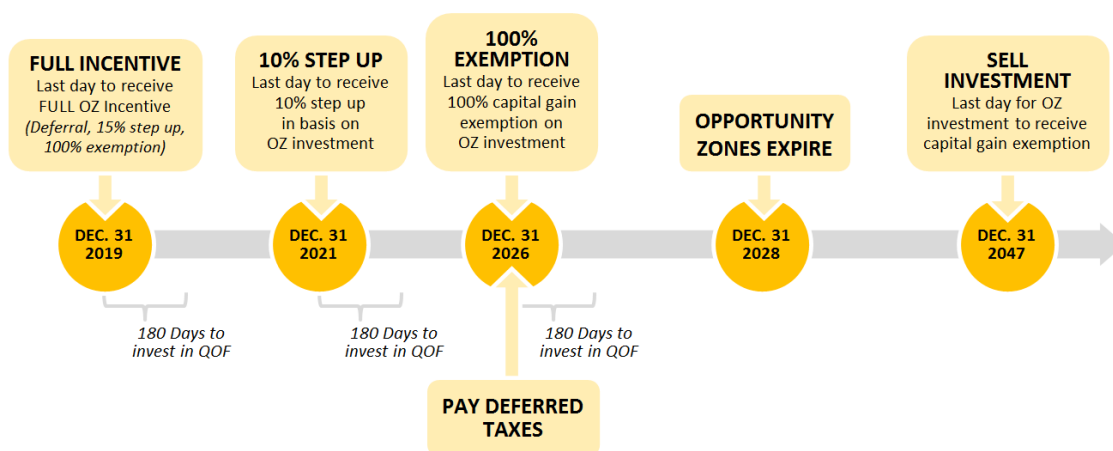 FULL INCENTIVE
Last day to receive
FULL OZ Incentive
(Deferral, 15% step up,
100% exemption)
10% STEP UP
Last day to receive
10% step up
in basis on
OZ investment
100%
EXEMPTION
Last day to receive
100% capital gain
exemption on
OZ investment
OPPORTUNITY
ZONES EXPIRE
SELL
INVESTMENT
Last day for OZ
investment to receive
capital gain exemption
DEC. 31
2019
DEC. 31
2021
DEC. 31
2026
DEC. 31
2028
DEC. 31
2047
180 Days to
invest in QOF
180 Days to
invest in QOF
180 Days to
invest in QOF
PAY DEFERRED
TAXES